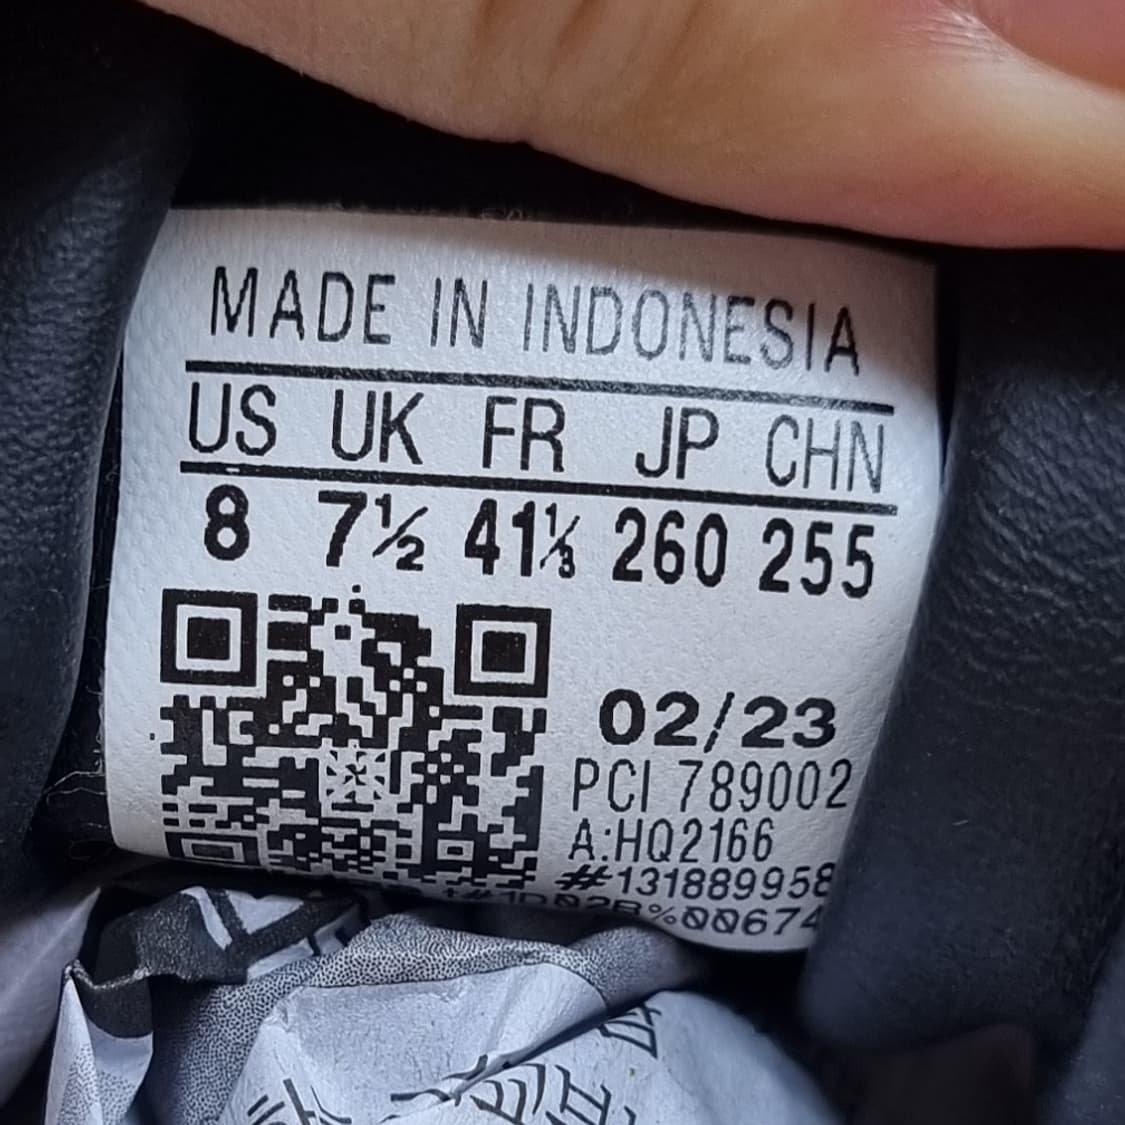 MADE IN INDONESIA
US UK FR JP CHN
8 7½ 41⅓ 260 255
02/23
PCI 789002
A:HQ2166
#131889958